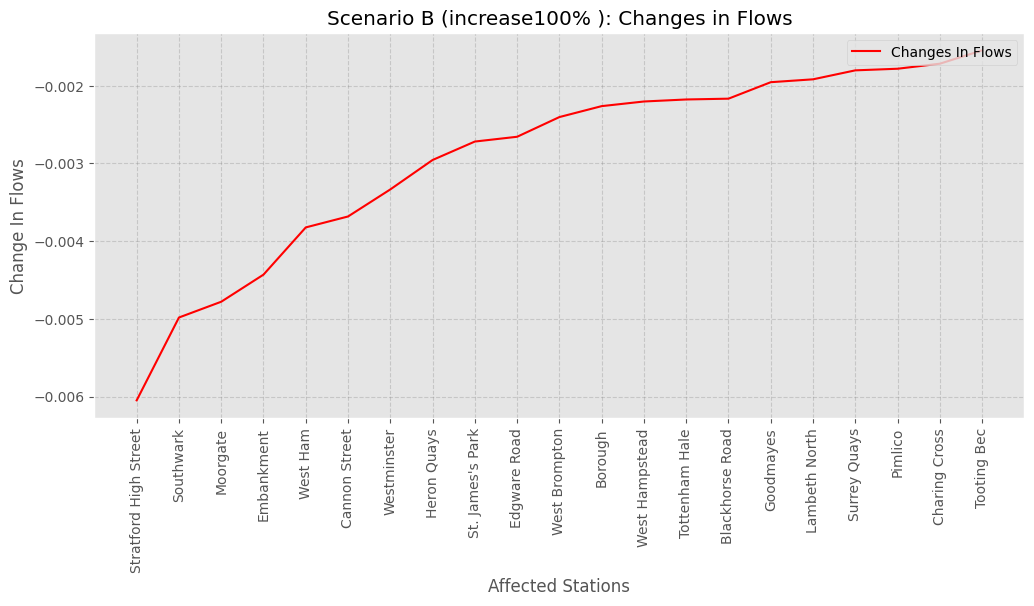 Scenario B (increase100% ): Changes in Flows
Changes In Flows
Change In Flows
−0.002
−0.003
−0.004
−0.005
−0.006
Stratford High Street
Southwark
Moorgate
Embankment
West Ham
Cannon Street
Westminster
Heron Quays
St. James's Park
Edgware Road
West Brompton
Borough
West Hampstead
Tottenham Hale
Blackhorse Road
Goodmayes
Lambeth North
Surrey Quays
Pimlico
Charing Cross
Tooting Bec
Affected Stations